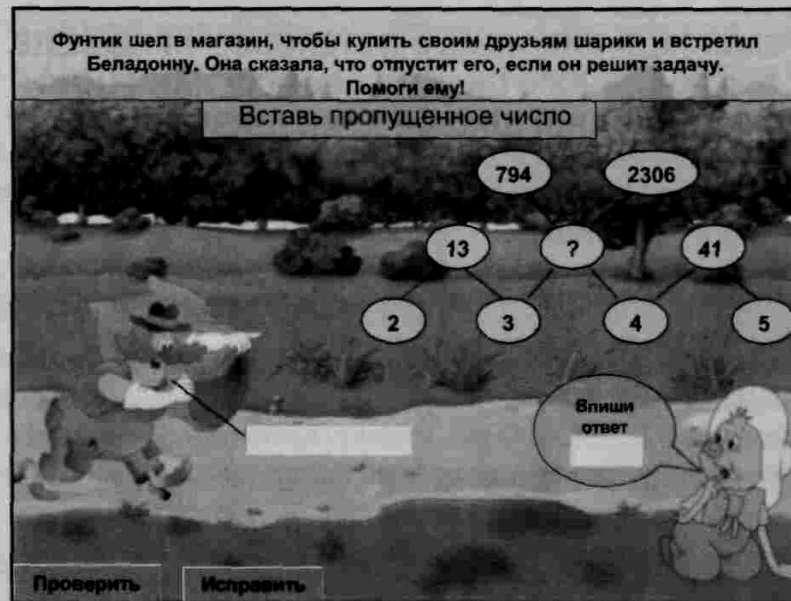 Фунтик шел в магазин, чтобы купить своим друзьям шарики и встретил
Беладонну. Она сказала, что отпустит его, если он решит задачу.
Помоги ему!
Вставь пропущенное число
794 2306
13 ? 41
2 3 4 5
Впиши
ответ
Проверить Исправить